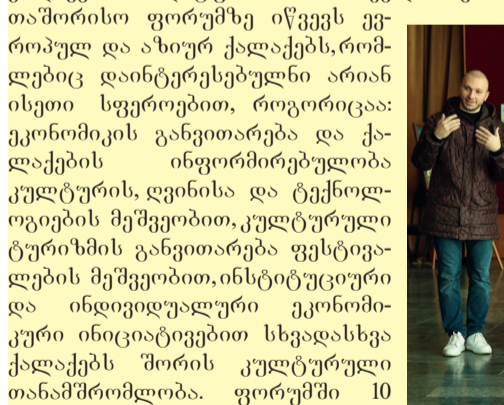 თაშორისო ფორუმზე იწვევს ევ-
როპულ და აზიურ ქალაქებს, რომ-
ლებიც დაინტერესებულნი არიან
ისეთი სფეროებით, როგორიცაა:
ეკონომიკის განვითარება და ქა-
ლაქების ინფორმირებულობა
კულტურის, ღვინისა და ტექნოლ-
ოგიების მეშვეობით, კულტურული
ტურიზმის განვითარება ფესტივა-
ლების მეშვეობით, ინსტიტუციური
და ინდივიდუალური ეკონომი-
კური ინიციატივებით სხვადასხვა
ქალაქებს შორის კულტურული
თანამშრომლობა. ფორუმში 10